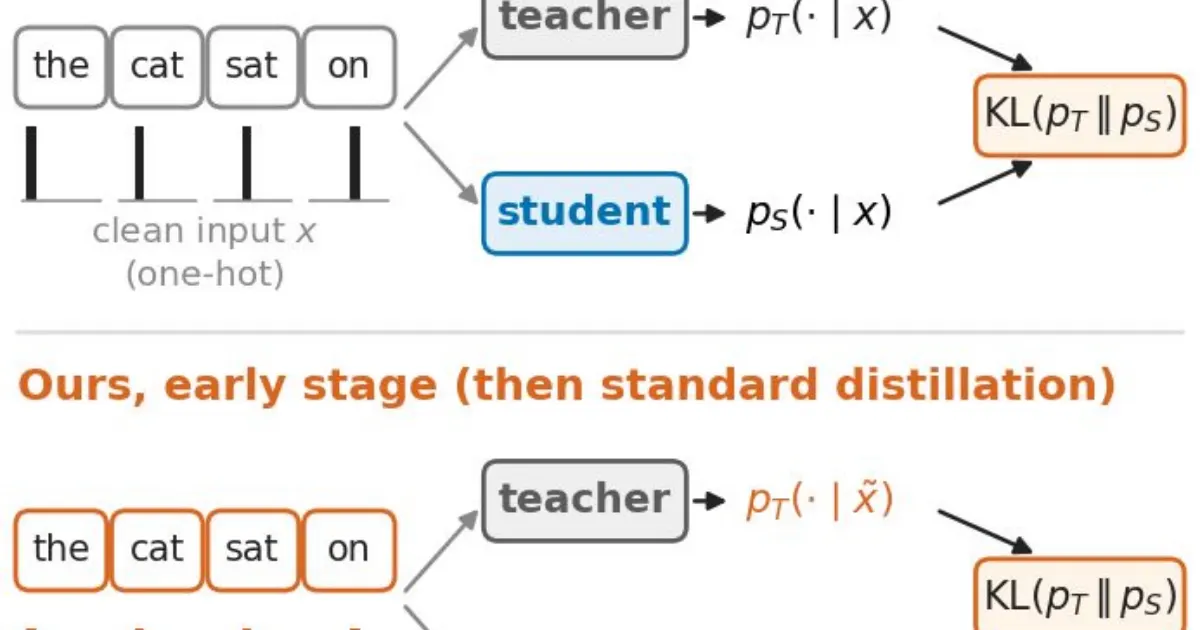 the cat sat on
teacher
p_T(· | x)
KL(p_T ‖ p_S)
student
p_S(· | x)
clean input x
(one-hot)
Ours, early stage (then standard distillation)
the cat sat on
teacher
p_T(· | x̃)
KL(p_T ‖ p_S)